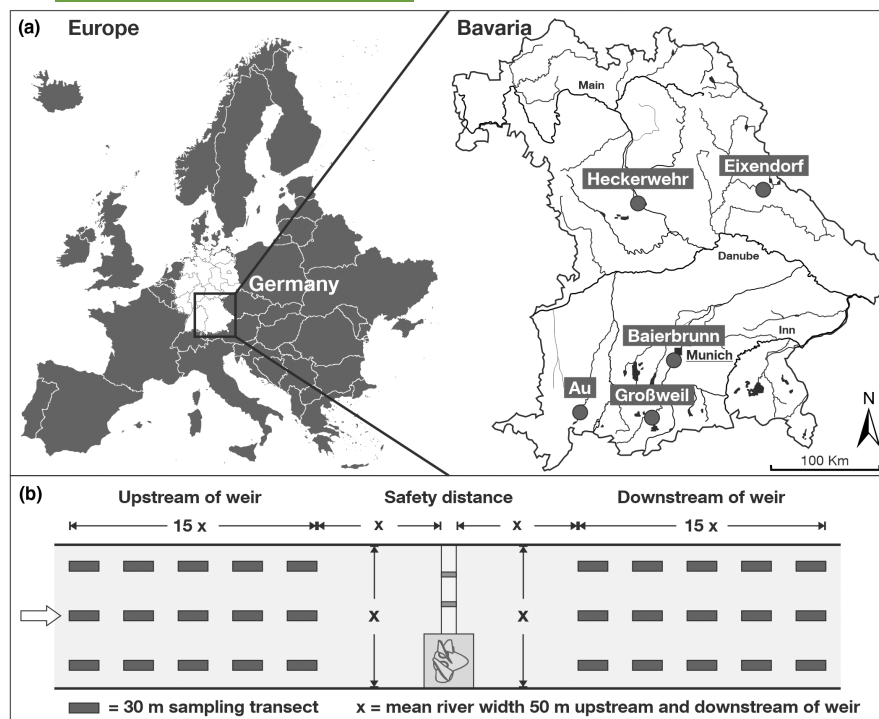 (a) Europe
Bavaria
Germany
Main
Heckerwehr
Eixendorf
Danube
Baierbrunn
Munich
Inn
Au
Großweil
N
100 Km
(b)
Upstream of weir
Safety distance
Downstream of weir
15 x
x
x
15 x
x
x
= 30 m sampling transect
x = mean river width 50 m upstream and downstream of weir